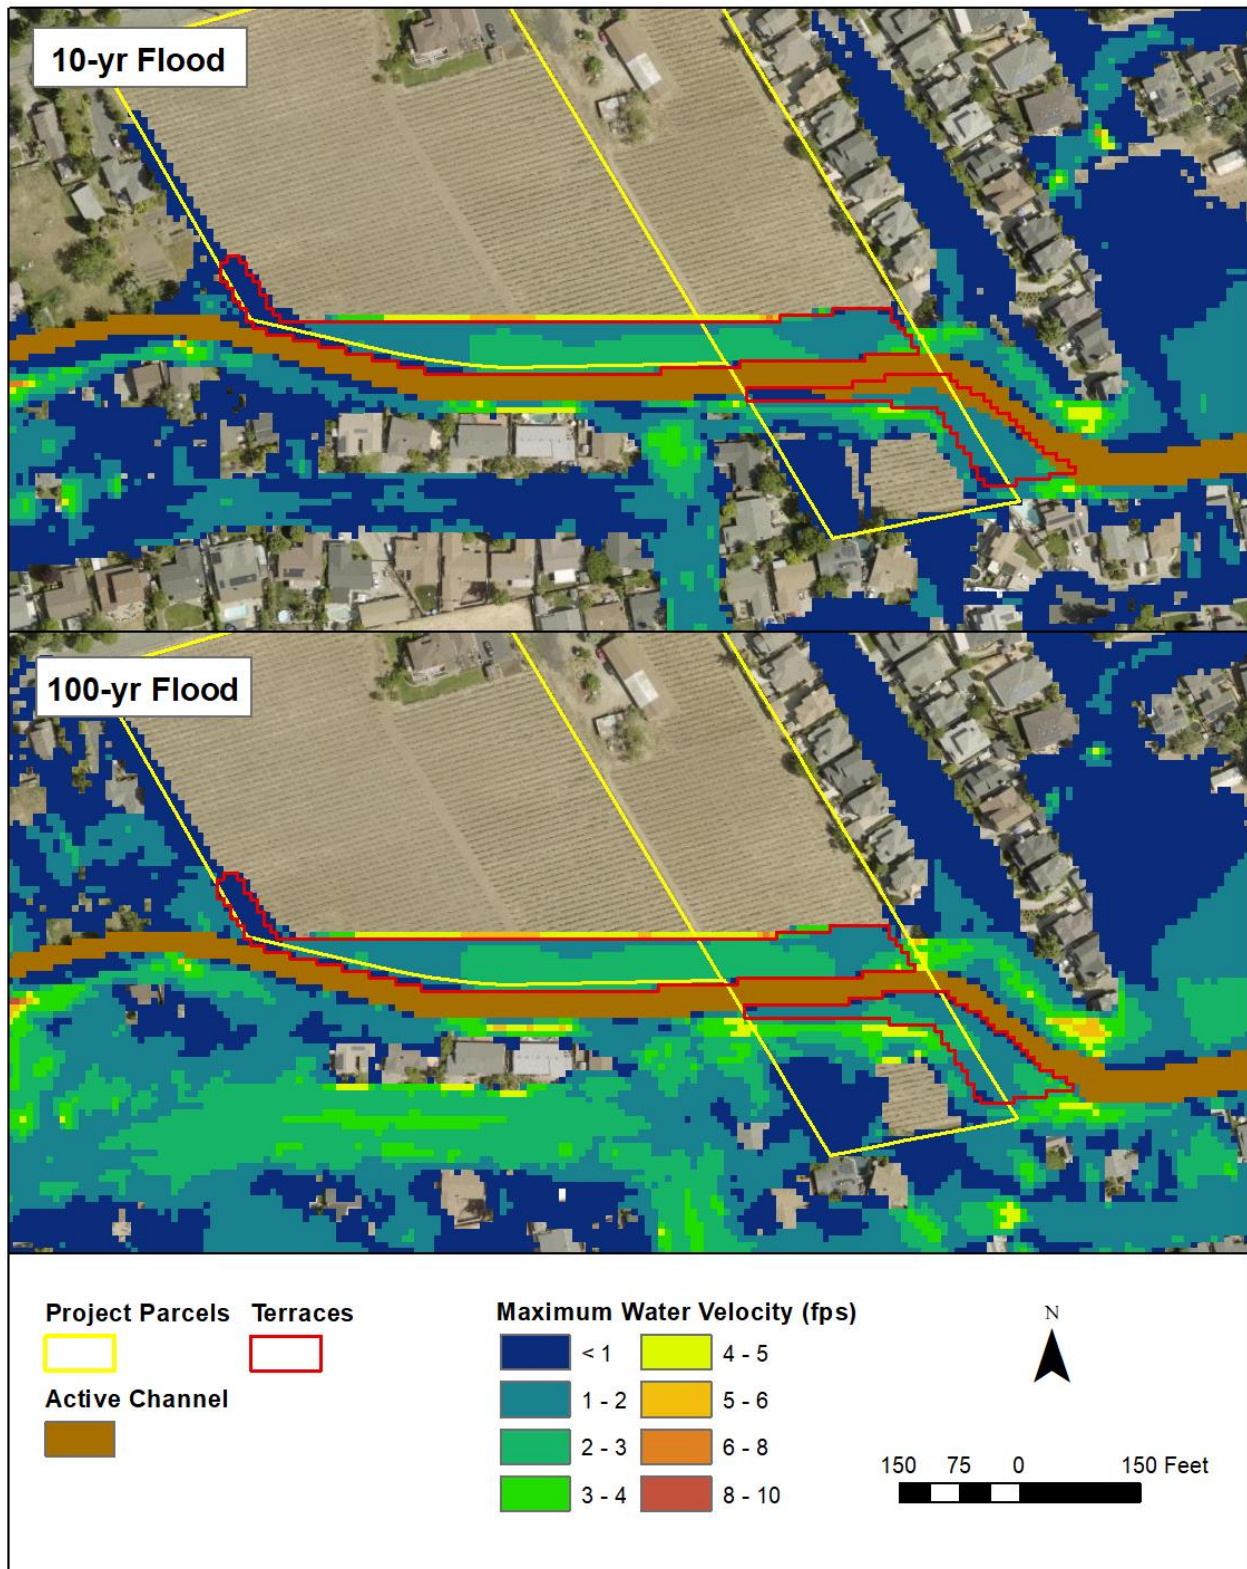 10-yr Flood
100-yr Flood
Project Parcels Terraces
Active Channel
Maximum Water Velocity (fps)
< 1 4 - 5
1 - 2 5 - 6
2 - 3 6 - 8
3 - 4 8 - 10
N
150 75 0 150 Feet